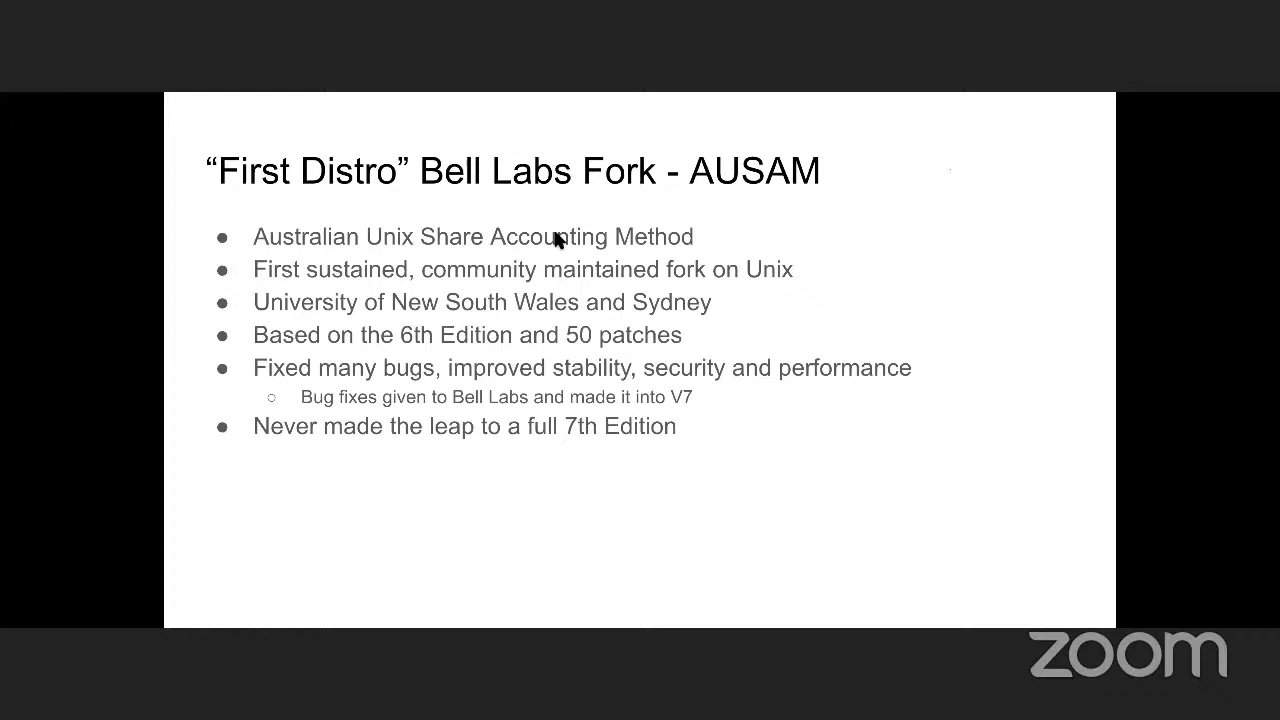 “First Distro” Bell Labs Fork - AUSAM
● Australian Unix Share Accounting Method
● First sustained, community maintained fork on Unix
● University of New South Wales and Sydney
● Based on the 6th Edition and 50 patches
● Fixed many bugs, improved stability, security and performance
○ Bug fixes given to Bell Labs and made it into V7
● Never made the leap to a full 7th Edition
zoom